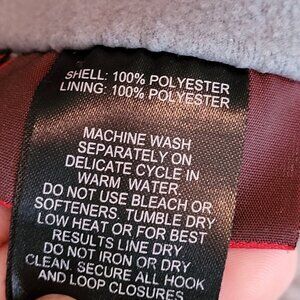 SHELL: 100% POLYESTER
LINING: 100% POLYESTER
MACHINE WASH
SEPARATELY ON
DELICATE CYCLE IN
WARM WATER.
DO NOT USE BLEACH OR
SOFTENERS. TUMBLE DRY
LOW HEAT OR FOR BEST
RESULTS LINE DRY
DO NOT IRON OR DRY
CLEAN. SECURE ALL HOOK
AND LOOP CLOSURES